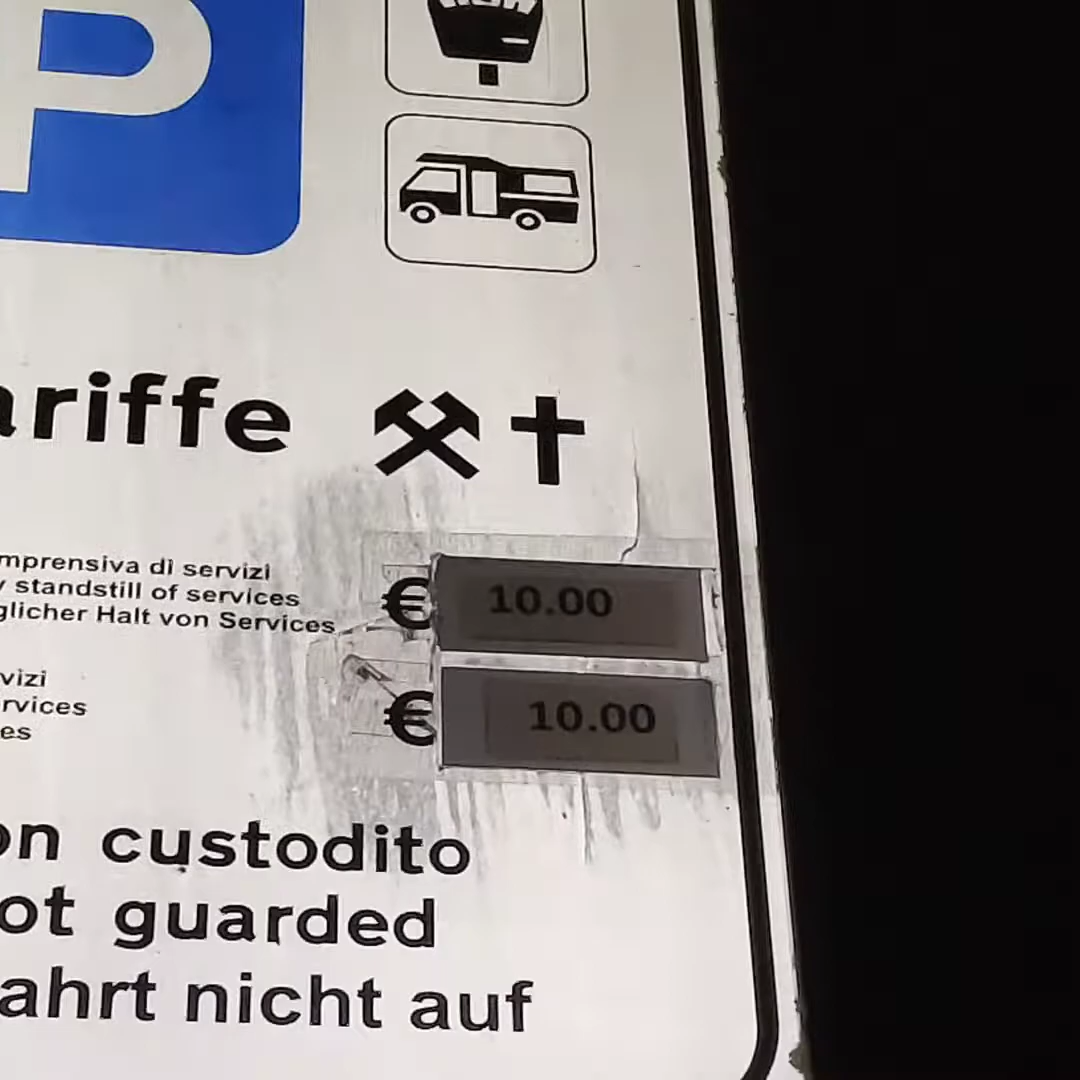 P
ariffe
mprensiva di servizi
standstill of services
glicher Halt von Services
€ 10.00
vizi
rvices
es
€ 10.00
on custodito
ot guarded
ahrt nicht auf